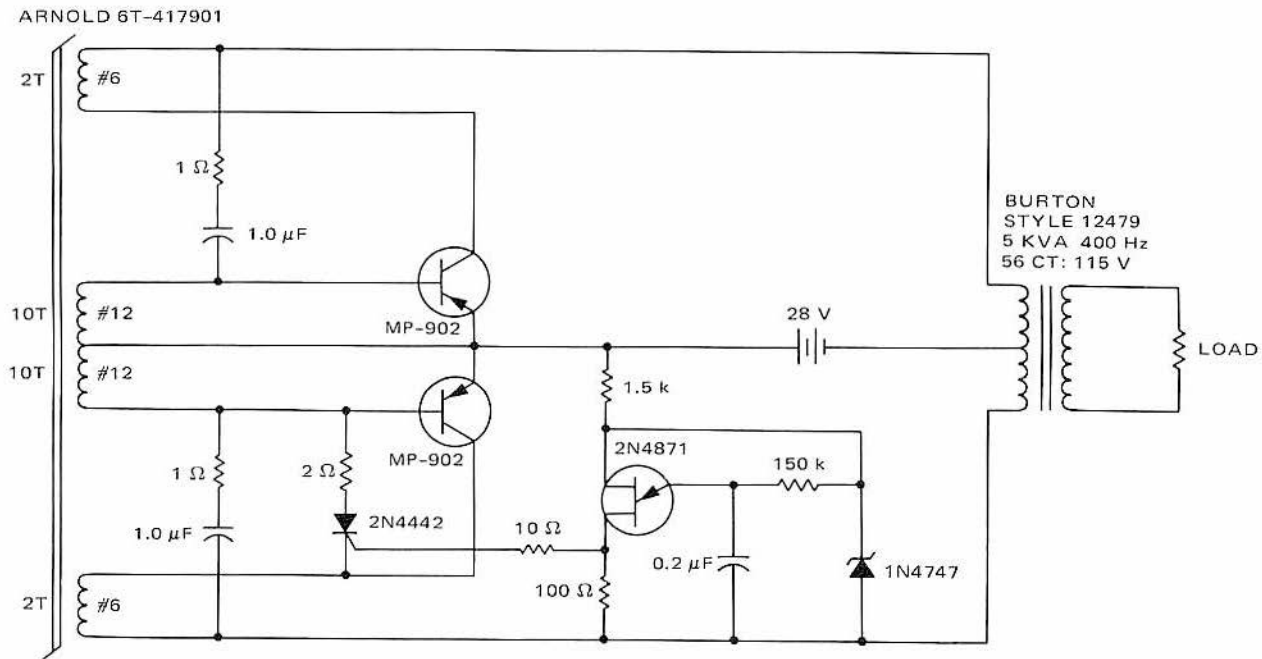 ARNOLD 6T-417901
2T
#6
1 Ω
1.0 μF
10T
#12
MP-902
10T
#12
28 V
BURTON
STYLE 12479
5 KVA 400 Hz
56 CT: 115 V
LOAD
1.5 k
MP-902
2N4871
150 k
1 Ω
2 Ω
2N4442
1.0 μF
10 Ω
0.2 μF
1N4747
100 Ω
2T
#6